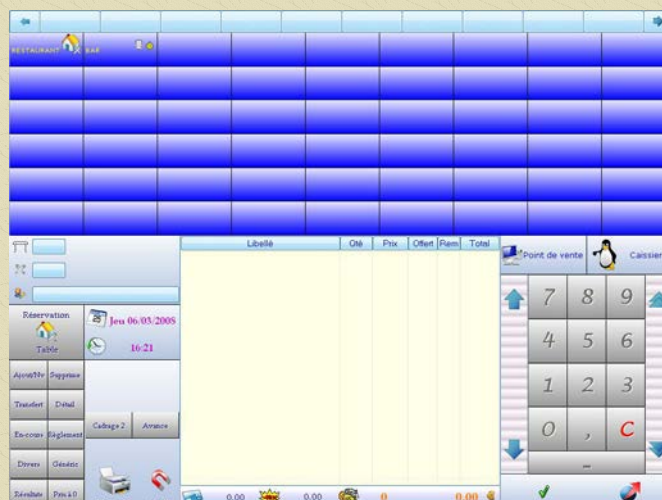 RESTAURANT BAR
Libellé Qté Prix Offert Rem Total
Point de vente Caissier
Réservation
Table
Jeu 06/03/2008
16:21
7 8 9
4 5 6
1 2 3
0 , C
-
Ajout/Nv Supprime
Transfert Détail
En-cours Règlement
Cadrage 2 Avance
Divers Généric
Résultats Prix à 0
0.00 0.00 0 0.00